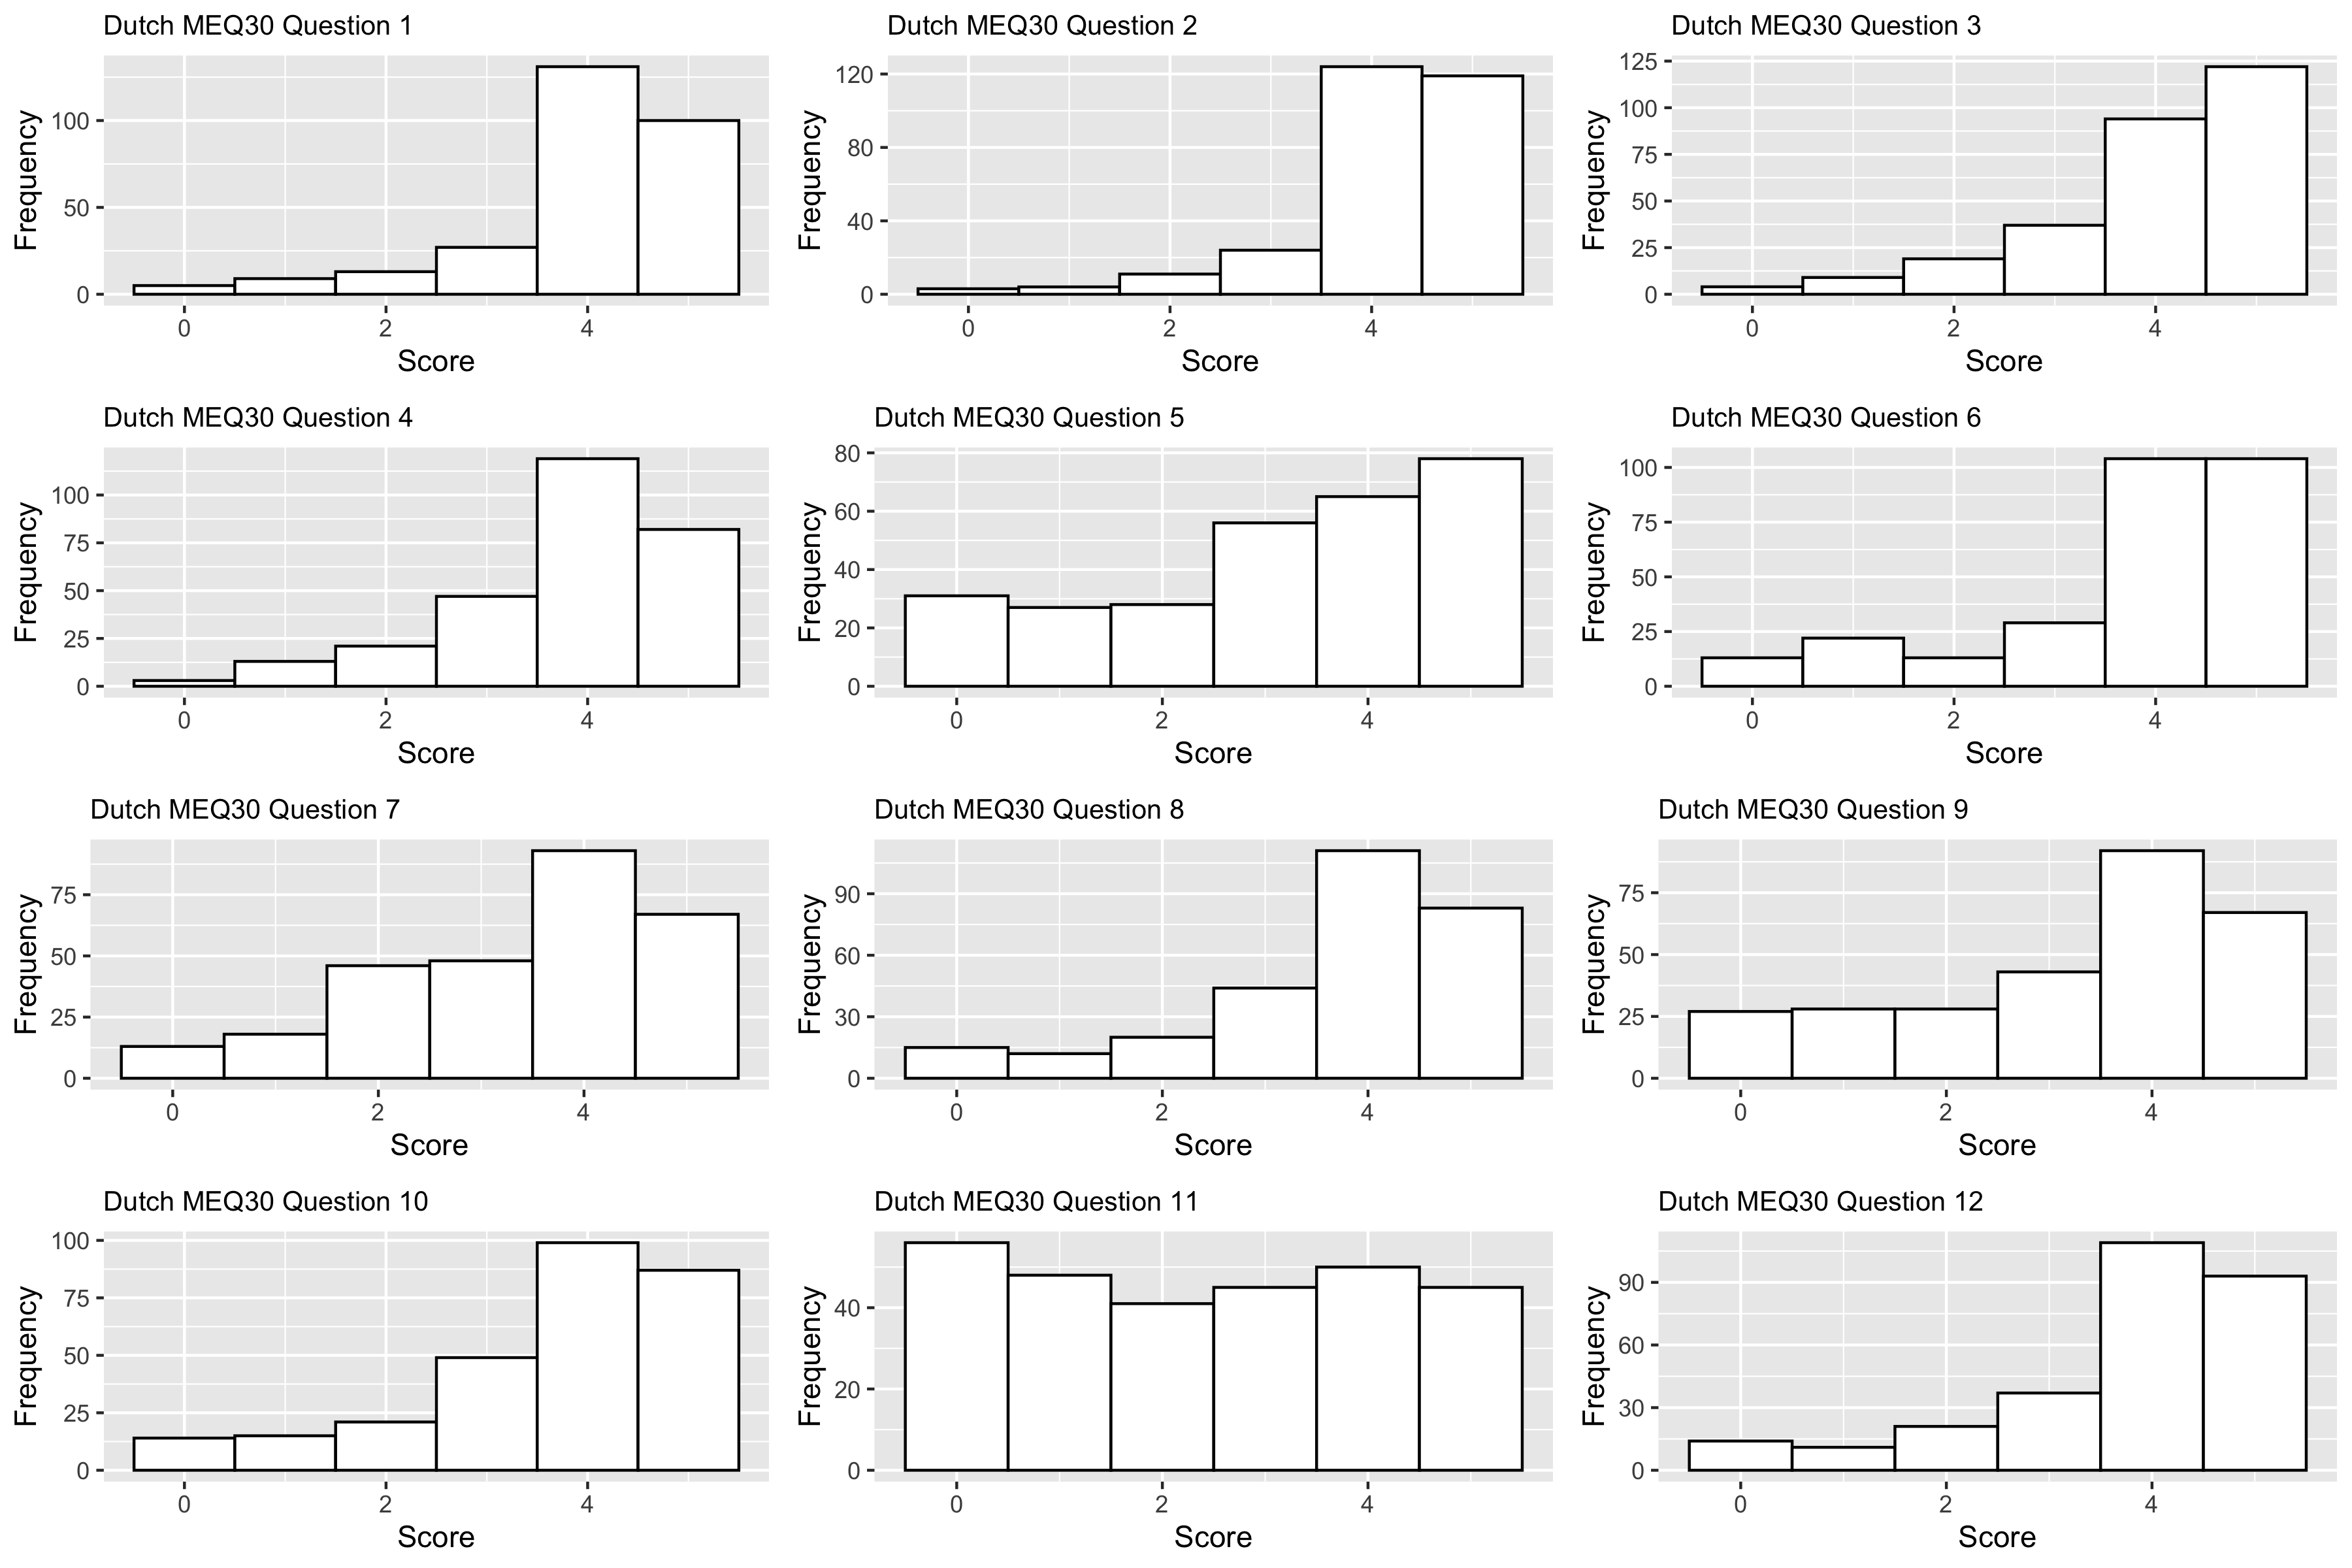 Dutch MEQ30 Question 1
Frequency
100
50
0
0 2 4
Score
Dutch MEQ30 Question 2
Frequency
120
80
40
0
0 2 4
Score
Dutch MEQ30 Question 3
Frequency
125
100
75
50
25
0
0 2 4
Score
Dutch MEQ30 Question 4
Frequency
100
75
50
25
0
0 2 4
Score
Dutch MEQ30 Question 5
Frequency
80
60
40
20
0
0 2 4
Score
Dutch MEQ30 Question 6
Frequency
100
75
50
25
0
0 2 4
Score
Dutch MEQ30 Question 7
Frequency
75
50
25
0
0 2 4
Score
Dutch MEQ30 Question 8
Frequency
90
60
30
0
0 2 4
Score
Dutch MEQ30 Question 9
Frequency
75
50
25
0
0 2 4
Score
Dutch MEQ30 Question 10
Frequency
100
75
50
25
0
0 2 4
Score
Dutch MEQ30 Question 11
Frequency
40
20
0
0 2 4
Score
Dutch MEQ30 Question 12
Frequency
90
60
30
0
0 2 4
Score